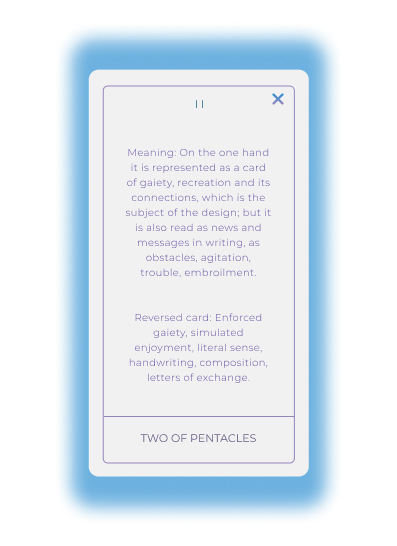 II
Meaning: On the one hand
it is represented as a card
of gaiety, recreation and its
connections, which is the
subject of the design; but it
is also read as news and
messages in writing, as
obstacles, agitation,
trouble, embroilment.
Reversed card: Enforced
gaiety, simulated
enjoyment, literal sense,
handwriting, composition,
letters of exchange.
TWO OF PENTACLES